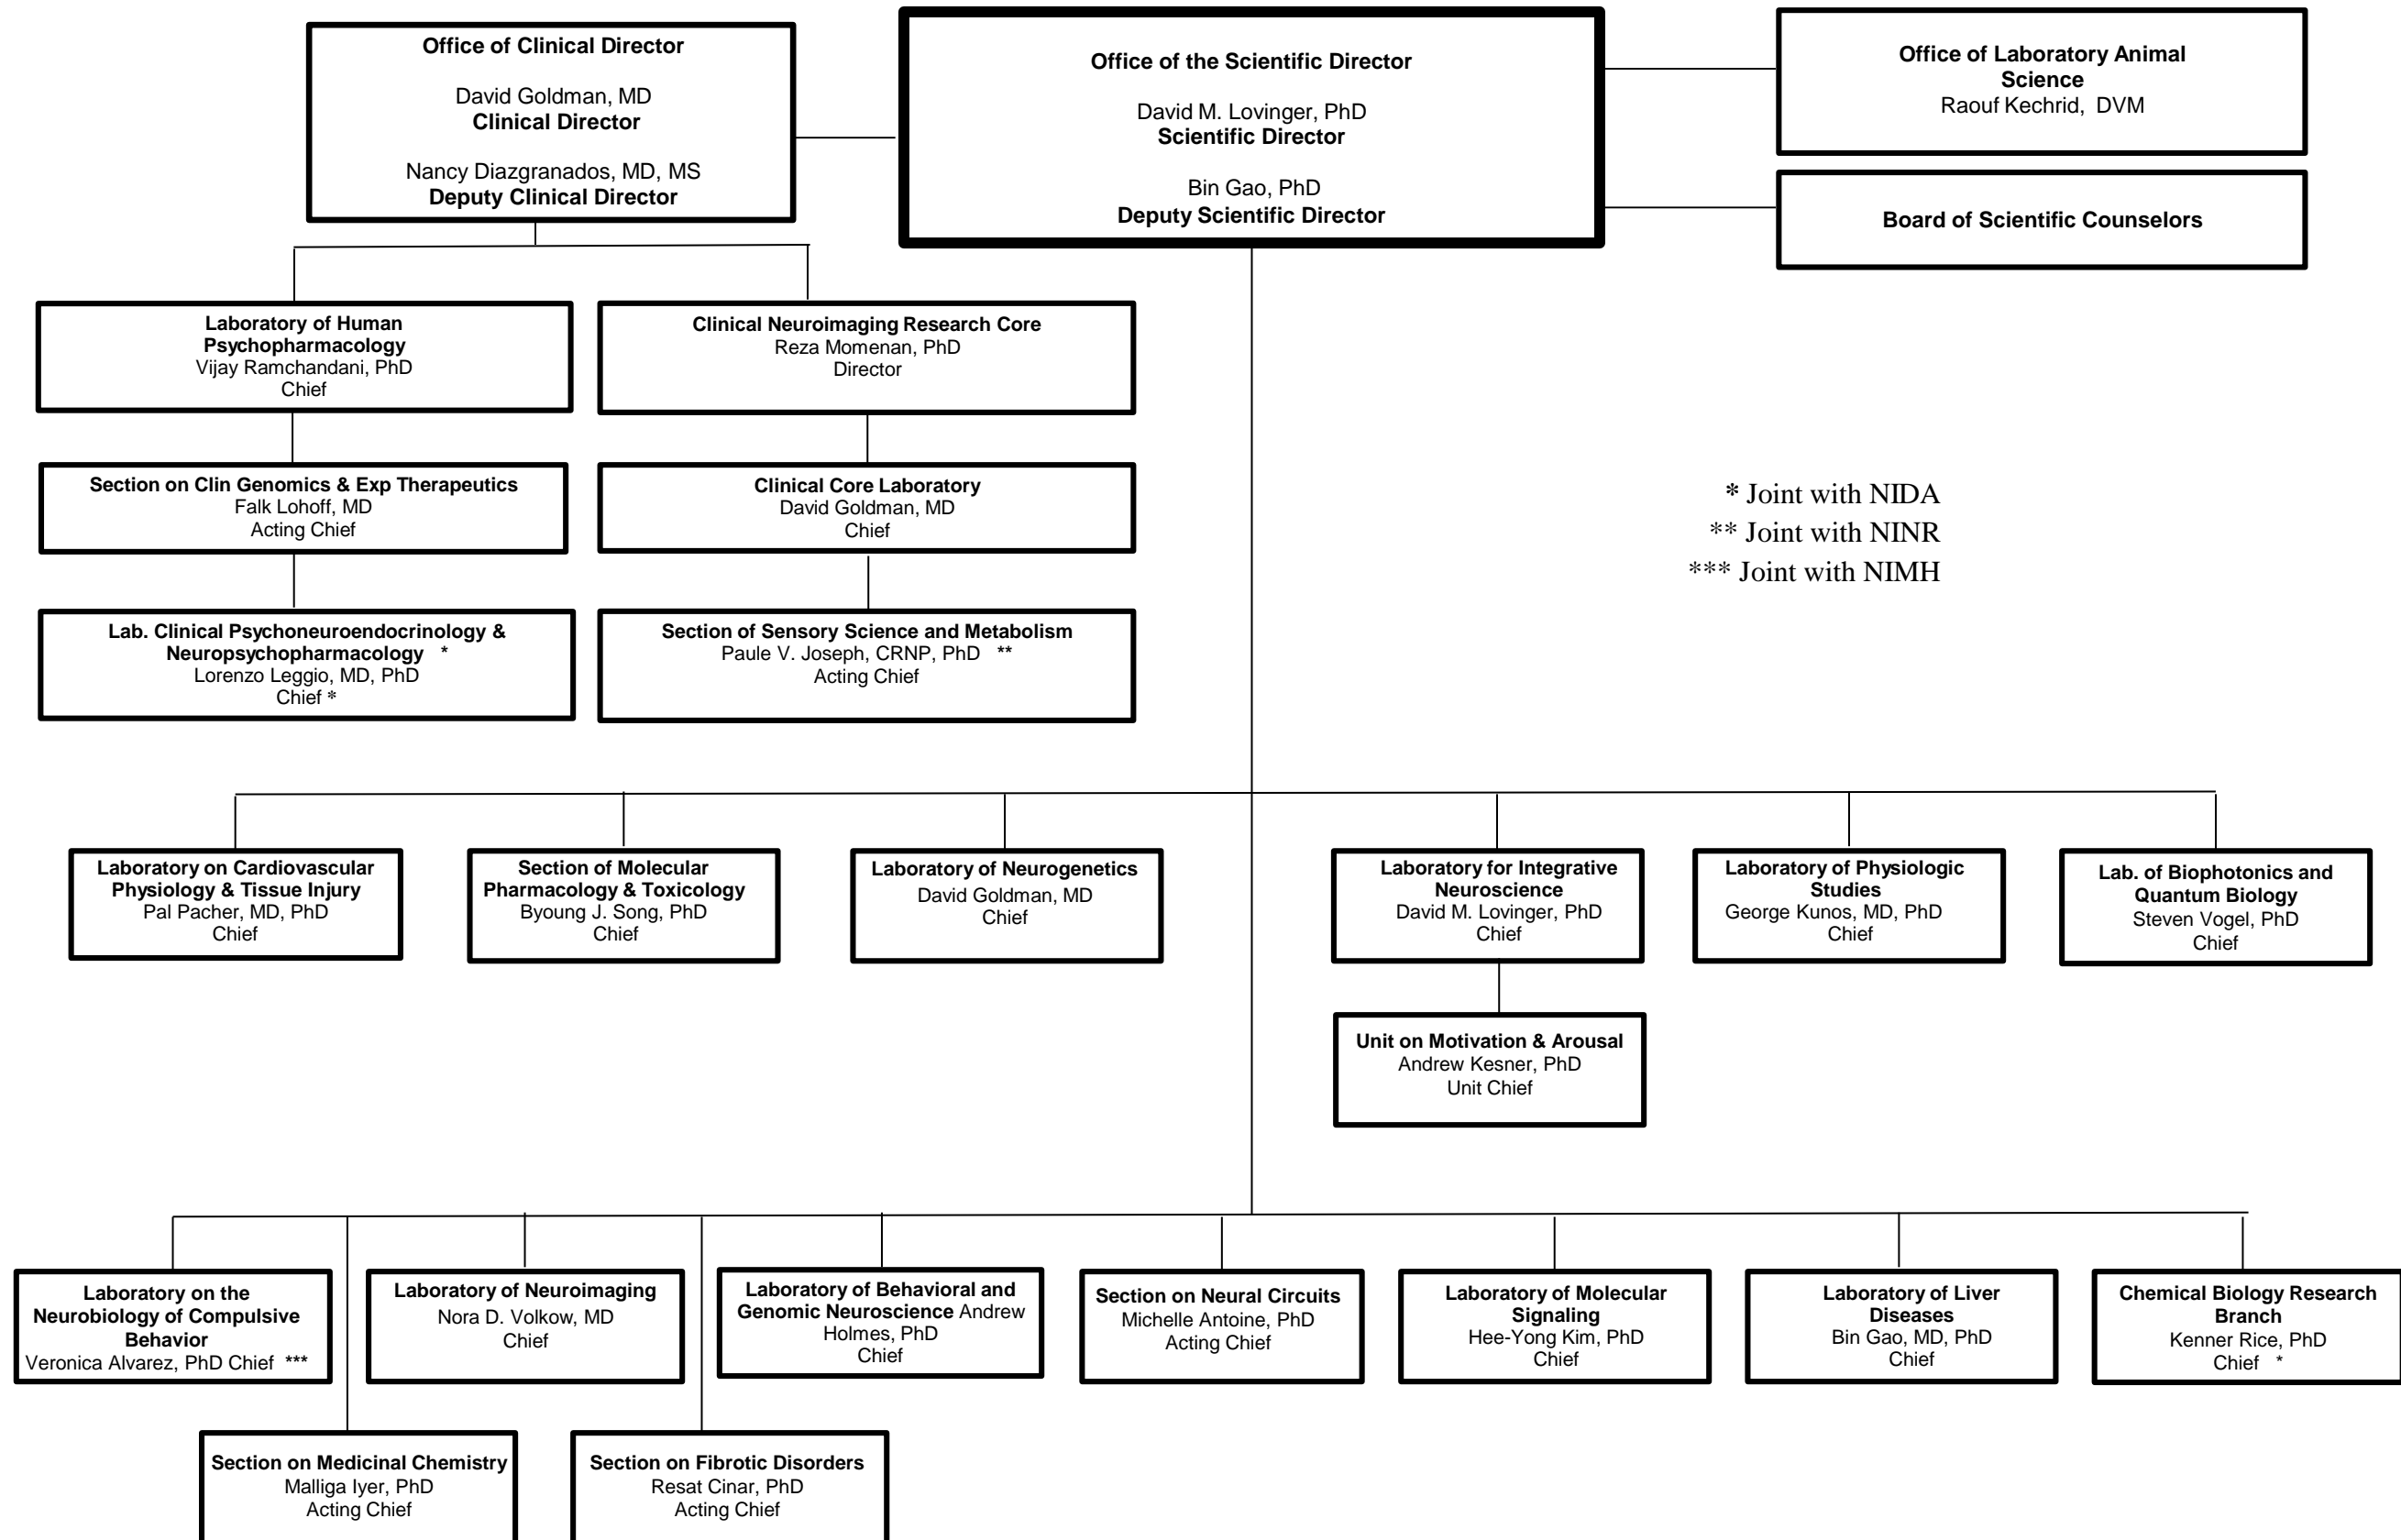 Office of Clinical Director
David Goldman, MD
Clinical Director
Nancy Diazgranados, MD, MS
Deputy Clinical Director
Office of the Scientific Director
David M. Lovinger, PhD
Scientific Director
Bin Gao, PhD
Deputy Scientific Director
Office of Laboratory Animal
Science
Raouf Kechrid, DVM
Board of Scientific Counselors
Laboratory of Human
Psychopharmacology
Vijay Ramchandani, PhD
Chief
Clinical Neuroimaging Research Core
Reza Momenan, PhD
Director
Section on Clin Genomics & Exp Therapeutics
Falk Lohoff, MD
Acting Chief
Clinical Core Laboratory
David Goldman, MD
Chief
* Joint with NIDA
** Joint with NINR
*** Joint with NIMH
Lab. Clinical Psychoneuroendocrinology &
Neuropsychopharmacology *
Lorenzo Leggio, MD, PhD
Chief *
Section of Sensory Science and Metabolism
Paule V. Joseph, CRNP, PhD **
Acting Chief
Laboratory on Cardiovascular
Physiology & Tissue Injury
Pal Pacher, MD, PhD
Chief
Section of Molecular
Pharmacology & Toxicology
Byoung J. Song, PhD
Chief
Laboratory of Neurogenetics
David Goldman, MD
Chief
Laboratory for Integrative
Neuroscience
David M. Lovinger, PhD
Chief
Laboratory of Physiologic
Studies
George Kunos, MD, PhD
Chief
Lab. of Biophotonics and
Quantum Biology
Steven Vogel, PhD
Chief
Unit on Motivation & Arousal
Andrew Kesner, PhD
Unit Chief
Laboratory on the
Neurobiology of Compulsive
Behavior
Veronica Alvarez, PhD Chief ***
Laboratory of Neuroimaging
Nora D. Volkow, MD
Chief
Laboratory of Behavioral and
Genomic Neuroscience Andrew
Holmes, PhD
Chief
Section on Neural Circuits
Michelle Antoine, PhD
Acting Chief
Laboratory of Molecular
Signaling
Hee-Yong Kim, PhD
Chief
Laboratory of Liver
Diseases
Bin Gao, MD, PhD
Chief
Chemical Biology Research
Branch
Kenner Rice, PhD
Chief *
Section on Medicinal Chemistry
Malliga Iyer, PhD
Acting Chief
Section on Fibrotic Disorders
Resat Cinar, PhD
Acting Chief